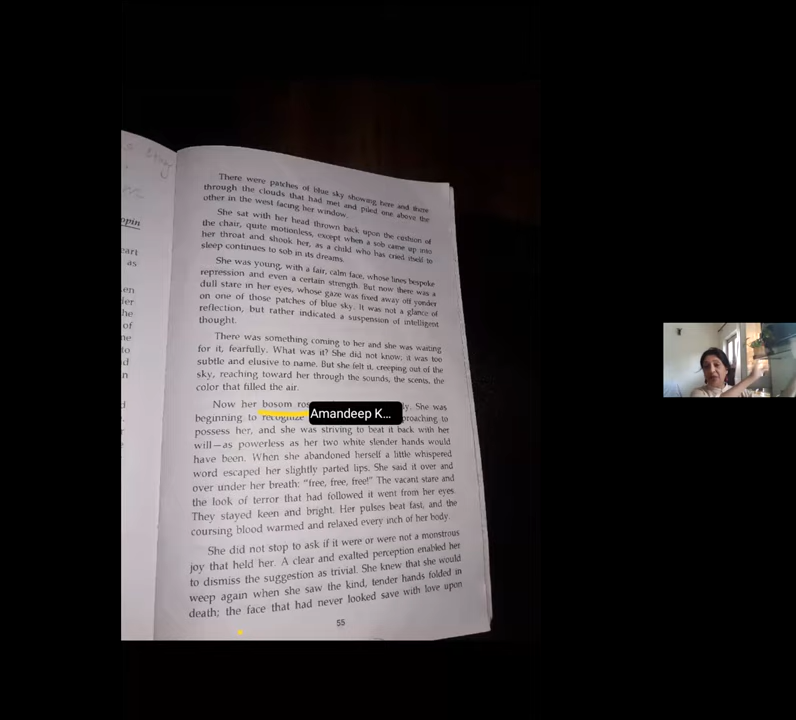 opin
eart
as
en
ler
he
of
ne
to
d
n
There were patches of blue sky showing here and there
through the clouds that had met and piled one above the
other in the west facing her window.
She sat with her head thrown back upon the cushion of
the chair, quite motionless, except when a sob came up into
her throat and shook her, as a child who has cried itself to
sleep continues to sob in its dreams.
She was young, with a fair, calm face, whose lines bespoke
repression and even a certain strength. But now there was a
dull stare in her eyes, whose gaze was fixed away off yonder
on one of those patches of blue sky. It was not a glance of
reflection, but rather indicated a suspension of intelligent
thought.
There was something coming to her and she was waiting
for it, fearfully. What was it? She did not know; it was too
subtle and elusive to name. But she felt it, creeping out of the
sky, reaching toward her through the sounds, the scents, the
color that filled the air.
Now her bosom ros ly. She was
Amandeep K...
beginning to recognize proaching to
possess her, and she was striving to beat it back with her
will—as powerless as her two white slender hands would
have been. When she abandoned herself a little whispered
word escaped her slightly parted lips. She said it over and
over under her breath: "free, free, free!" The vacant stare and
the look of terror that had followed it went from her eyes.
They stayed keen and bright. Her pulses beat fast, and the
coursing blood warmed and relaxed every inch of her body.
She did not stop to ask if it were or were not a monstrous
joy that held her. A clear and exalted perception enabled her
to dismiss the suggestion as trivial. She knew that she would
weep again when she saw the kind, tender hands folded in
death; the face that had never looked save with love upon
55